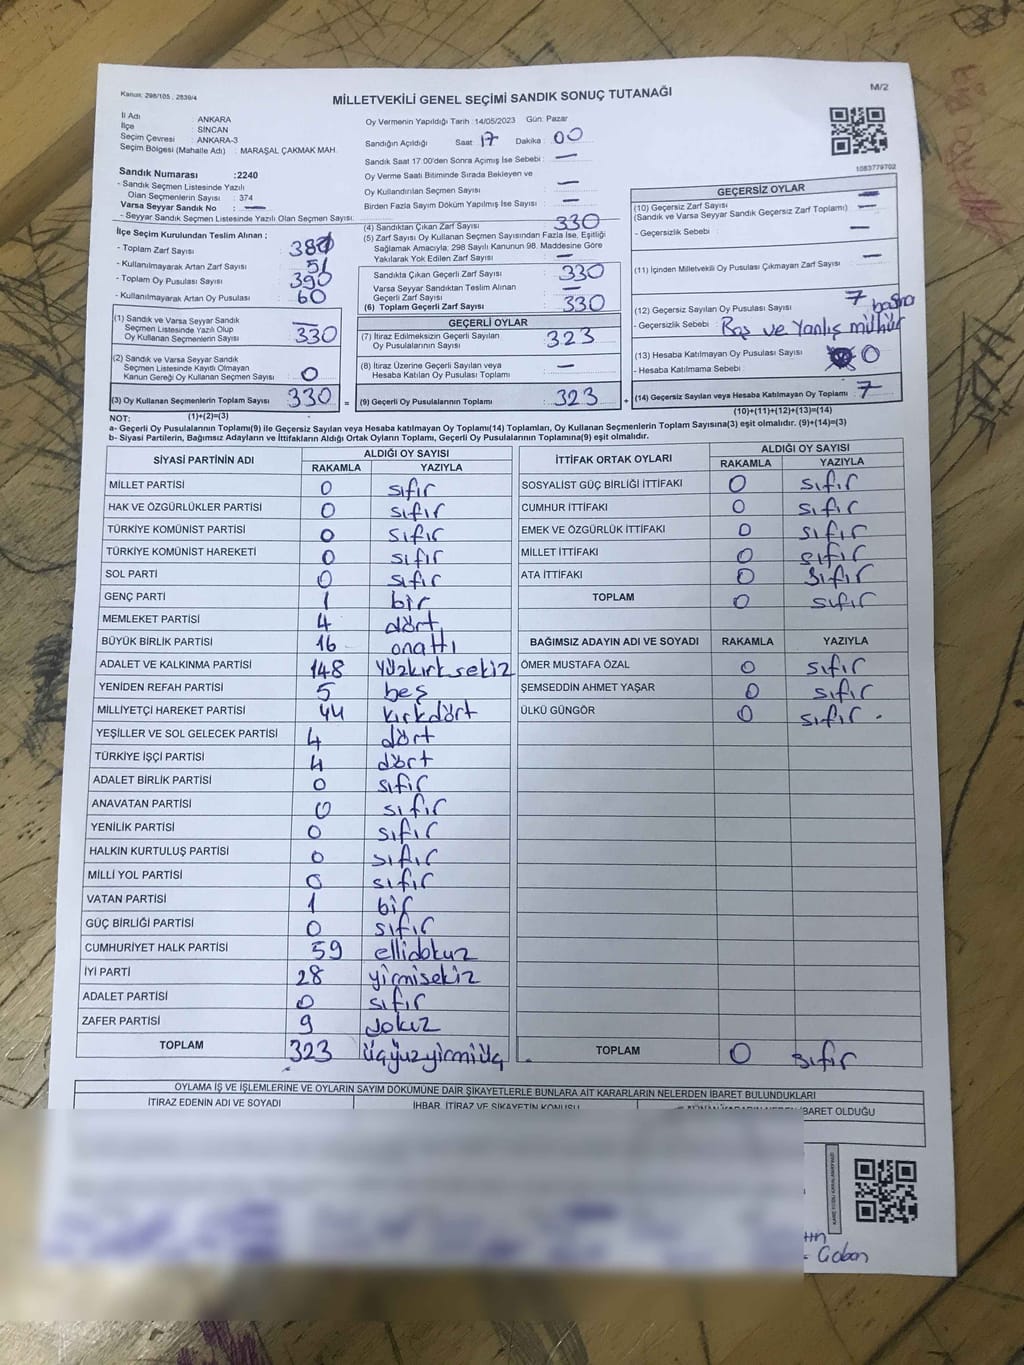 Kanun: 298/105 , 2839/4
MİLLETVEKİLİ GENEL SEÇİMİ SANDIK SONUÇ TUTANAĞI
M/2
İl Adı : ANKARA
İlçe : SİNCAN
Seçim Çevresi : ANKARA-3
Seçim Bölgesi (Mahalle Adı) : MARAŞAL ÇAKMAK MAH.
Sandık Numarası :2240
- Sandık Seçmen Listesinde Yazılı
Olan Seçmenlerin Sayısı : 374
Varsa Seyyar Sandık No : —
- Seyyar Sandık Seçmen Listesinde Yazılı Olan Seçmen Sayısı:
Oy Vermenin Yapıldığı Tarih :14/05/2023 Gün: Pazar
Sandığın Açıldığı Saat 17 Dakika : 00
Sandık Saat 17.00'den Sonra Açılmış İse Sebebi : —
Oy Verme Saati Bitiminde Sırada Bekleyen ve
Oy Kullandırılan Seçmen Sayısı : —
Birden Fazla Sayım Döküm Yapılmış İse Sayısı : —
1083779702
İlçe Seçim Kurulundan Teslim Alınan ;
- Toplam Zarf Sayısı :
- Kullanılmayarak Artan Zarf Sayısı : 51
- Toplam Oy Pusulası Sayısı : 390
- Kullanılmayarak Artan Oy Pusulası : 60
(1) Sandık ve Varsa Seyyar Sandık
Seçmen Listesinde Yazılı Olup
Oy Kullanan Seçmenlerin Sayısı : 330
(2) Sandık ve Varsa Seyyar Sandık
Seçmen Listesinde Kayıtlı Olmayan
Kanun Gereği Oy Kullanan Seçmen Sayısı : 0
(3) Oy Kullanan Seçmenlerin Toplam Sayısı : 330 =
(1)+(2)=(3)
(4) Sandıktan Çıkan Zarf Sayısı : 330
(5) Zarf Sayısı Oy Kullanan Seçmen Sayısından Fazla İse, Eşitliği
Sağlamak Amacıyla, 298 Sayılı Kanunun 98. Maddesine Göre
Yakılarak Yok Edilen Zarf Sayısı : —
Sandıkta Çıkan Geçerli Zarf Sayısı : 330
Varsa Seyyar Sandıktan Teslim Alınan
Geçerli Zarf Sayısı : —
(6) Toplam Geçerli Zarf Sayısı : 330
GEÇERLİ OYLAR
(7) İtiraz Edilmeksizin Geçerli Sayılan
Oy Pusulalarının Sayısı : 323
(8) İtiraz Üzerine Geçerli Sayılan veya
Hesaba Katılan Oy Pusulası Toplamı : —
(9) Geçerli Oy Pusulalarının Toplamı : 323 +
GEÇERSİZ OYLAR
(10) Geçersiz Zarf Sayısı : —
(Sandık ve Varsa Seyyar Sandık Geçersiz Zarf Toplamı) : —
- Geçersizlik Sebebi : —
(11) İçinden Milletvekili Oy Pusulası Çıkmayan Zarf Sayısı : —
(12) Geçersiz Sayılan Oy Pusulası Sayısı : 7
- Geçersizlik Sebebi : Boş ve Yanlış mühür basma
(13) Hesaba Katılmayan Oy Pusulası Sayısı : 0
- Hesaba Katılmama Sebebi :
(14) Geçersiz Sayılan veya Hesaba Katılmayan Oy Toplamı : 7
(10)+(11)+(12)+(13)=(14)
NOT:
a- Geçerli Oy Pusulalarının Toplamı(9) ile Geçersiz Sayılan veya Hesaba katılmayan Oy Toplamı(14) Toplamları, Oy Kullanan Seçmenlerin Toplam Sayısına(3) eşit olmalıdır. (9)+(14)=(3)
b- Siyasi Partilerin, Bağımsız Adayların ve İttifakların Aldığı Ortak Oyların Toplamı, Geçerli Oy Pusulalarının Toplamına(9) eşit olmalıdır.
SİYASİ PARTİNİN ADI ALDIĞI OY SAYISI
RAKAMLA YAZIYLA
MİLLET PARTİSİ 0 sıfır
HAK VE ÖZGÜRLÜKLER PARTİSİ 0 sıfır
TÜRKİYE KOMÜNİST PARTİSİ 0 sıfır
TÜRKİYE KOMÜNİST HAREKETİ 0 sıfır
SOL PARTİ 0 sıfır
GENÇ PARTİ 1 bir
MEMLEKET PARTİSİ 4 dört
BÜYÜK BİRLİK PARTİSİ 16 onaltı
ADALET VE KALKINMA PARTİSİ 148 yüzkırksekiz
YENİDEN REFAH PARTİSİ 5 beş
MİLLİYETÇİ HAREKET PARTİSİ 44 kırkdört
YEŞİLLER VE SOL GELECEK PARTİSİ 4 dört
TÜRKİYE İŞÇİ PARTİSİ 4 dört
ADALET BİRLİK PARTİSİ 0 sıfır
ANAVATAN PARTİSİ 0 sıfır
YENİLİK PARTİSİ 0 sıfır
HALKIN KURTULUŞ PARTİSİ 0 sıfır
MİLLİ YOL PARTİSİ 0 sıfır
VATAN PARTİSİ 1 bir
GÜÇ BİRLİĞİ PARTİSİ 0 sıfır
CUMHURİYET HALK PARTİSİ 59 ellidokuz
İYİ PARTİ 28 yirmisekiz
ADALET PARTİSİ 0 sıfır
ZAFER PARTİSİ 9 dokuz
TOPLAM 323 üçyüzyirmiüç
İTTİFAK ORTAK OYLARI ALDIĞI OY SAYISI
RAKAMLA YAZIYLA
SOSYALİST GÜÇ BİRLİĞİ İTTİFAKI 0 sıfır
CUMHUR İTTİFAKI 0 sıfır
EMEK VE ÖZGÜRLÜK İTTİFAKI 0 sıfır
MİLLET İTTİFAKI 0 sıfır
ATA İTTİFAKI 0 sıfır
TOPLAM 0 sıfır
BAĞIMSIZ ADAYIN ADI VE SOYADI RAKAMLA YAZIYLA
ÖMER MUSTAFA ÖZAL 0 sıfır
ŞEMSEDDİN AHMET YAŞAR 0 sıfır
ÜLKÜ GÜNGÖR 0 sıfır
TOPLAM 0 sıfır
OYLAMA İŞ VE İŞLEMLERİNE VE OYLARIN SAYIM DÖKÜMÜNE DAİR ŞİKAYETLERLE BUNLARA AİT KARARLARIN NELERDEN İBARET BULUNDUKLARI
İTİRAZ EDENİN ADI VE SOYADI İHBAR, İTİRAZ VE ŞİKAYETİN KONUSU
Çoban